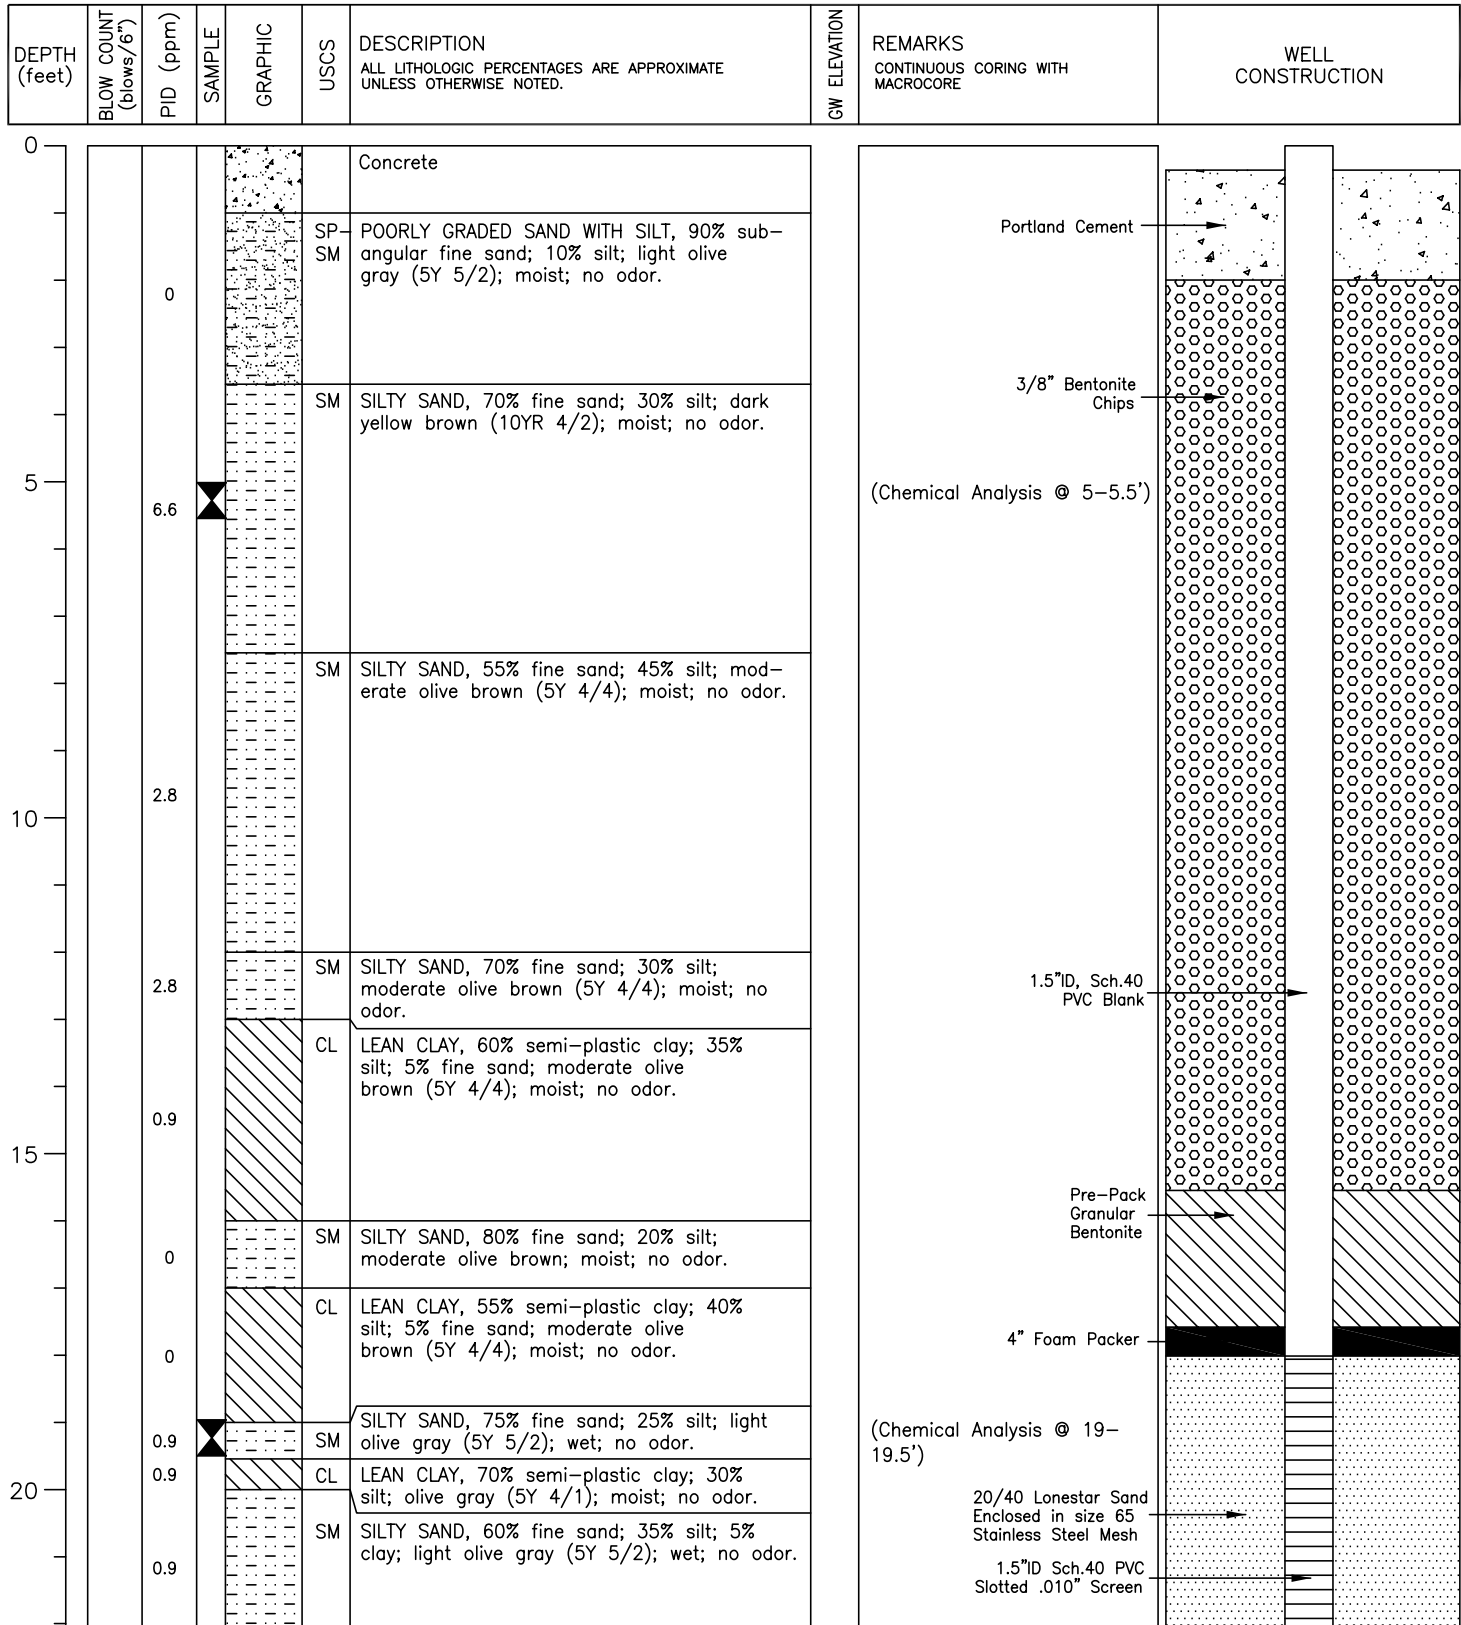 DEPTH
(feet)
BLOW COUNT
(blows/6")
PID (ppm)
SAMPLE
GRAPHIC
USCS
DESCRIPTION
ALL LITHOLOGIC PERCENTAGES ARE APPROXIMATE
UNLESS OTHERWISE NOTED.
GW ELEVATION
REMARKS
CONTINUOUS CORING WITH
MACROCORE
WELL
CONSTRUCTION
0
Concrete
SP-
SM
POORLY GRADED SAND WITH SILT, 90% sub-
angular fine sand; 10% silt; light olive
gray (5Y 5/2); moist; no odor.
Portland Cement
0
SM
SILTY SAND, 70% fine sand; 30% silt; dark
yellow brown (10YR 4/2); moist; no odor.
3/8" Bentonite
Chips
5
6.6
(Chemical Analysis @ 5-5.5')
SM
SILTY SAND, 55% fine sand; 45% silt; mod-
erate olive brown (5Y 4/4); moist; no odor.
2.8
10
SM
SILTY SAND, 70% fine sand; 30% silt;
moderate olive brown (5Y 4/4); moist; no
odor.
2.8
1.5"ID, Sch.40
PVC Blank
CL
LEAN CLAY, 60% semi-plastic clay; 35%
silt; 5% fine sand; moderate olive
brown (5Y 4/4); moist; no odor.
0.9
15
Pre-Pack
Granular
Bentonite
SM
SILTY SAND, 80% fine sand; 20% silt;
moderate olive brown; moist; no odor.
0
CL
LEAN CLAY, 55% semi-plastic clay; 40%
silt; 5% fine sand; moderate olive
brown (5Y 4/4); moist; no odor.
0
4" Foam Packer
SILTY SAND, 75% fine sand; 25% silt; light
olive gray (5Y 5/2); wet; no odor.
SM
0.9
(Chemical Analysis @ 19-
19.5')
0.9
CL
LEAN CLAY, 70% semi-plastic clay; 30%
silt; olive gray (5Y 4/1); moist; no odor.
20
20/40 Lonestar Sand
Enclosed in size 65
Stainless Steel Mesh
SM
SILTY SAND, 60% fine sand; 35% silt; 5%
clay; light olive gray (5Y 5/2); wet; no odor.
0.9
1.5"ID Sch.40 PVC
Slotted .010" Screen